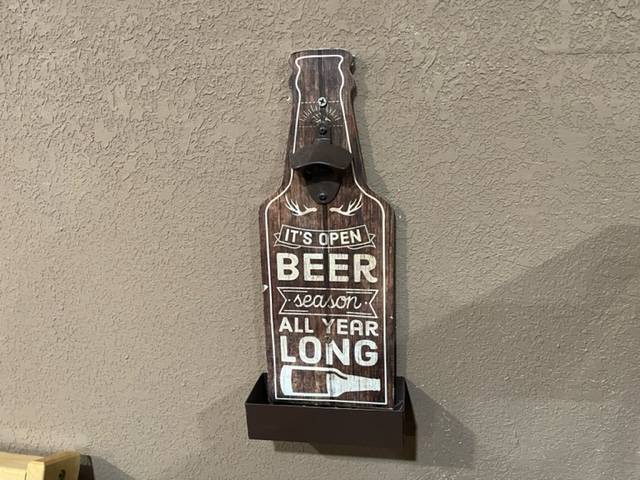 IT'S OPEN
BEER
season
ALL YEAR
LONG